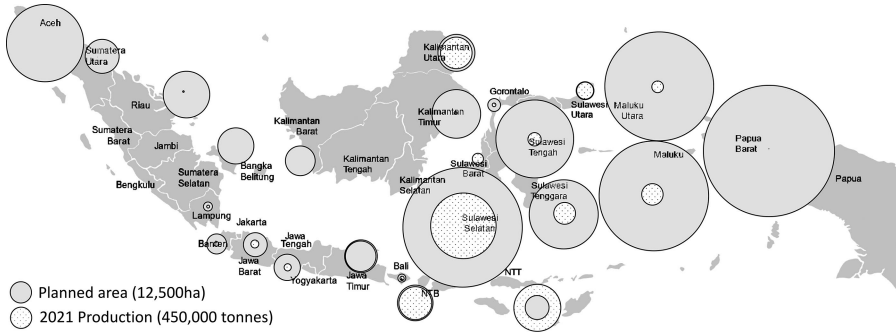 Aceh
Sumatera
Utara
Riau
Sumatera
Barat
Jambi
Bengkulu
Sumatera
Selatan
Bangka
Belitung
Lampung
Banten
Jakarta
Jawa
Barat
Jawa
Tengah
Yogyakarta
Jawa
Timur
Bali
NTB
NTT
Kalimantan
Barat
Kalimantan
Tengah
Kalimantan
Selatan
Kalimantan
Timur
Kalimantan
Utara
Gorontalo
Sulawesi
Utara
Sulawesi
Tengah
Sulawesi
Barat
Sulawesi
Selatan
Sulawesi
Tenggara
Maluku
Utara
Maluku
Papua
Barat
Papua
Planned area (12,500ha)
2021 Production (450,000 tonnes)